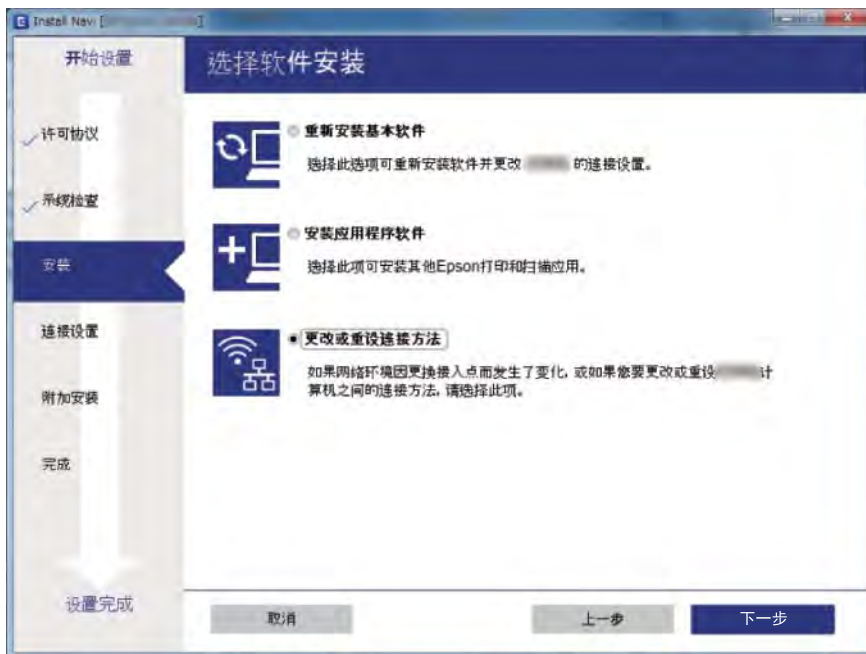 Install Navi [
]
开始设置
选择软件安装
许可协议
系统检查
安装
连接设置
附加安装
完成
设置完成
重新安装基本软件
选择此选项可重新安装软件并更改 的连接设置。
安装应用程序软件
选择此项可安装其他Epson打印和扫描应用。
更改或重设连接方法
如果网络环境因更换接入点而发生了变化, 或如果您要更改或重设 计
算机之间的连接方法, 请选择此项。
取消
上一步
下一步